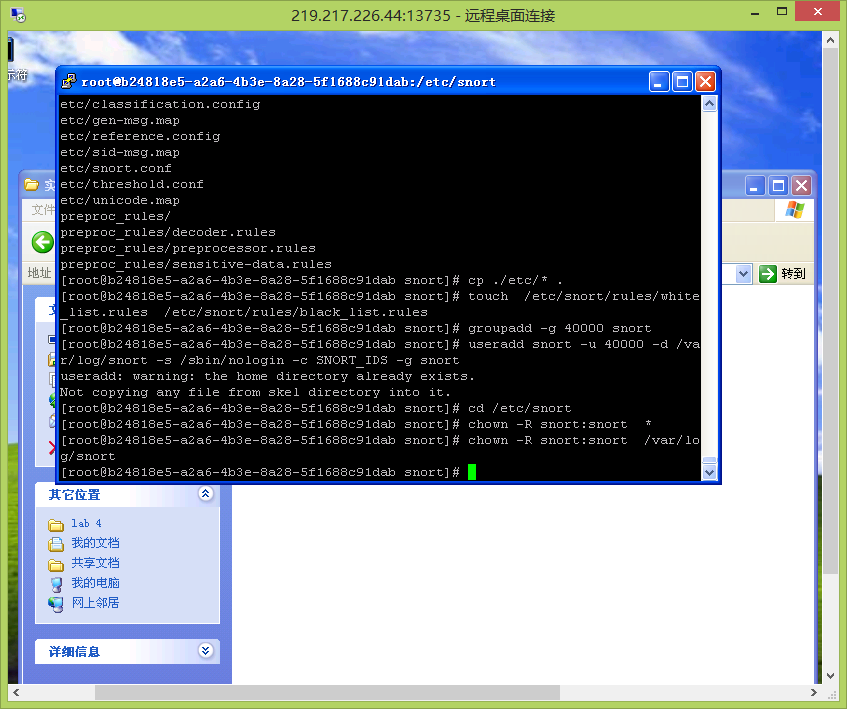 219.217.226.44:13735 - 远程桌面连接
示符
root@b24818e5-a2a6-4b3e-8a28-5f1688c91dab:/etc/snort
etc/classification.config
etc/gen-msg.map
etc/reference.config
etc/sid-msg.map
etc/snort.conf
etc/threshold.conf
etc/unicode.map
preproc_rules/
preproc_rules/decoder.rules
preproc_rules/preprocessor.rules
preproc_rules/sensitive-data.rules
[root@b24818e5-a2a6-4b3e-8a28-5f1688c91dab snort]# cp ./etc/* .
[root@b24818e5-a2a6-4b3e-8a28-5f1688c91dab snort]# touch  /etc/snort/rules/white
_list.rules  /etc/snort/rules/black_list.rules
[root@b24818e5-a2a6-4b3e-8a28-5f1688c91dab snort]# groupadd -g 40000 snort
[root@b24818e5-a2a6-4b3e-8a28-5f1688c91dab snort]# useradd snort -u 40000 -d /va
r/log/snort -s /sbin/nologin -c SNORT_IDS -g snort
useradd: warning: the home directory already exists.
Not copying any file from skel directory into it.
[root@b24818e5-a2a6-4b3e-8a28-5f1688c91dab snort]# cd /etc/snort
[root@b24818e5-a2a6-4b3e-8a28-5f1688c91dab snort]# chown -R snort:snort  *
[root@b24818e5-a2a6-4b3e-8a28-5f1688c91dab snort]# chown -R snort:snort  /var/lo
g/snort
[root@b24818e5-a2a6-4b3e-8a28-5f1688c91dab snort]#
实
文件
地址
转到
文
其它位置
lab 4
我的文档
共享文档
我的电脑
网上邻居
详细信息